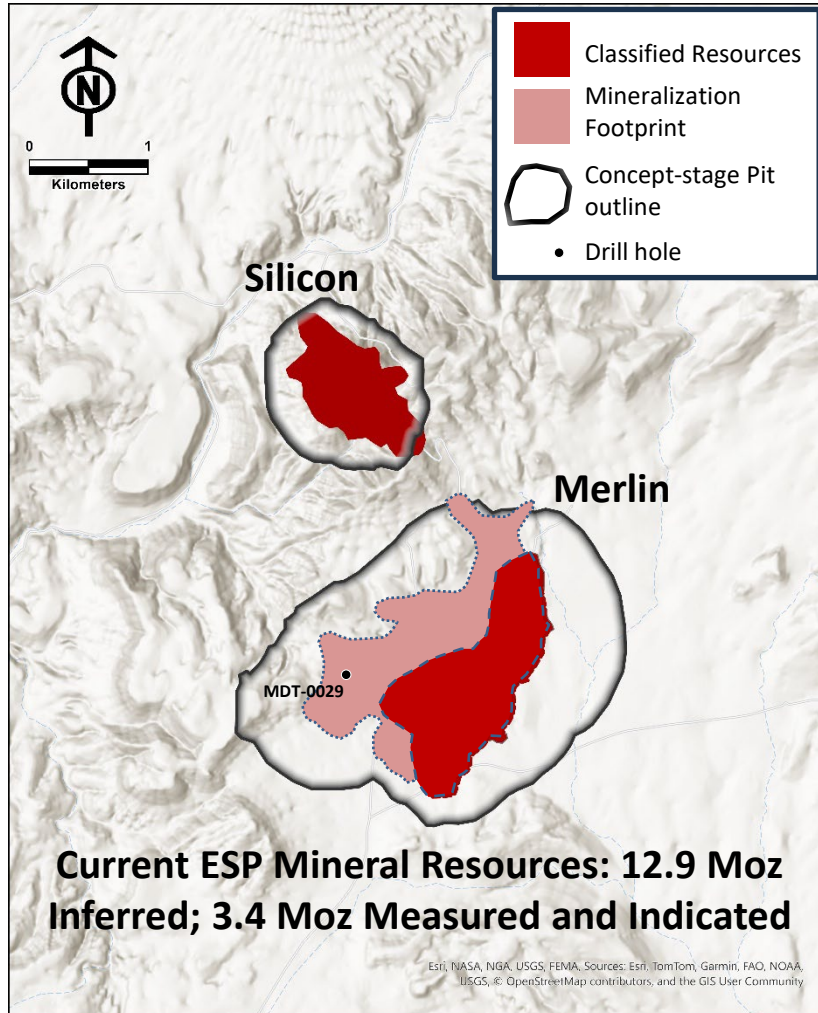 N
0 1
Kilometers
Classified Resources
Mineralization
Footprint
Concept-stage Pit
outline
Drill hole
Silicon
Merlin
MDT-0029
Current ESP Mineral Resources: 12.9 Moz
Inferred; 3.4 Moz Measured and Indicated
Esri, NASA, NGA, USGS, FEMA, Sources: Esri, TomTom, Garmin, FAO, NOAA,
USGS, © OpenStreetMap contributors, and the GIS User Community